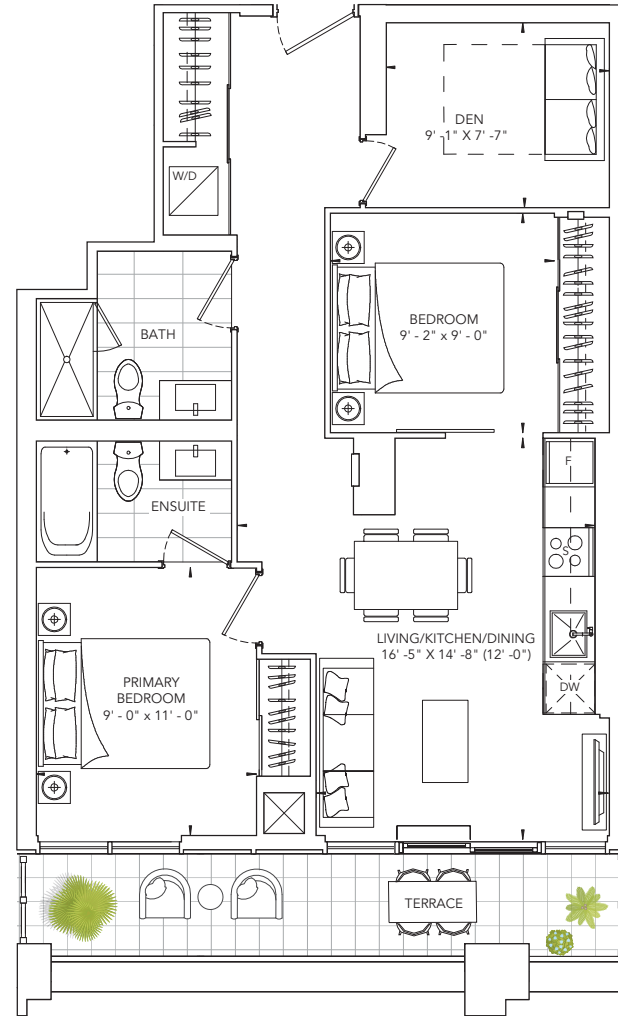 DEN
9' -1" X 7' -7"
W/D
BATH
BEDROOM
9' - 2" x 9' - 0"
F
ENSUITE
S
LIVING/KITCHEN/DINING
16' -5" X 14' -8" (12' -0")
DW
PRIMARY
BEDROOM
9' - 0" x 11' - 0"
TERRACE